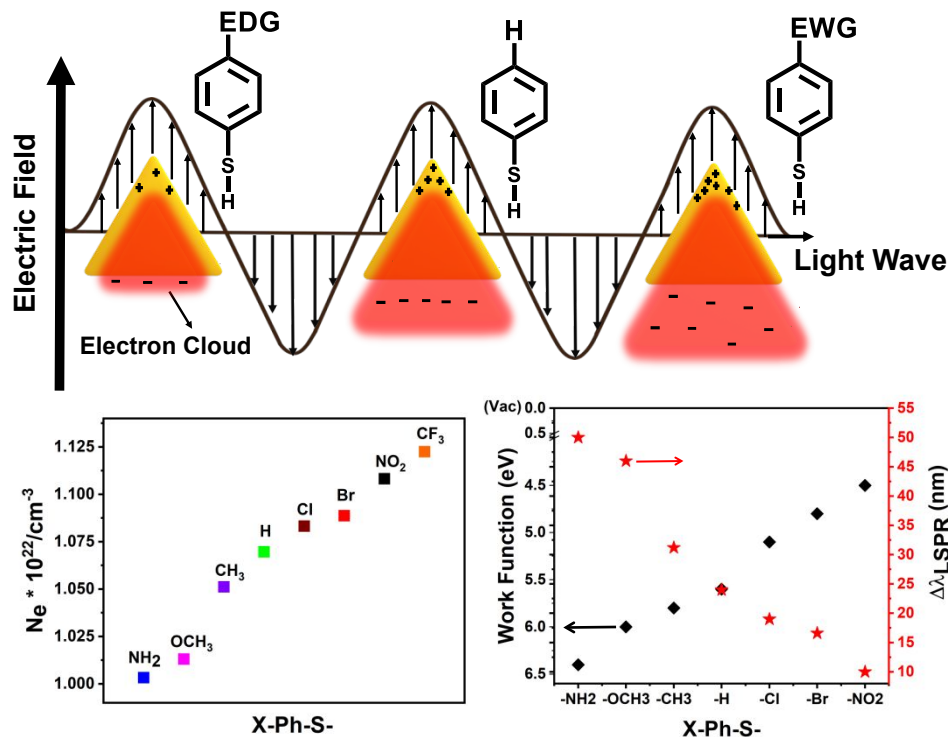 EDG
S
H
H
S
H
EWG
S
H
Electric Field
+ + + +
+ + + + + + +
+ + + + + + + + +
Light Wave
- - -
- - - - -
- - - - - - -
Electron Cloud
Ne * 10²²/cm⁻³
1.125
1.100
1.075
1.050
1.025
1.000
NH2
OCH₃
CH₃
H
Cl
Br
NO₂
CF₃
X-Ph-S-
(Vac) 0.0
0.5
4.5
5.0
5.5
6.0
6.5
Work Function (eV)
55
50
46
40
35
30
25
20
15
10
ΔλLSPR (nm)
-NH2 -OCH3 -CH3 -H -Cl -Br -NO2
X-Ph-S-